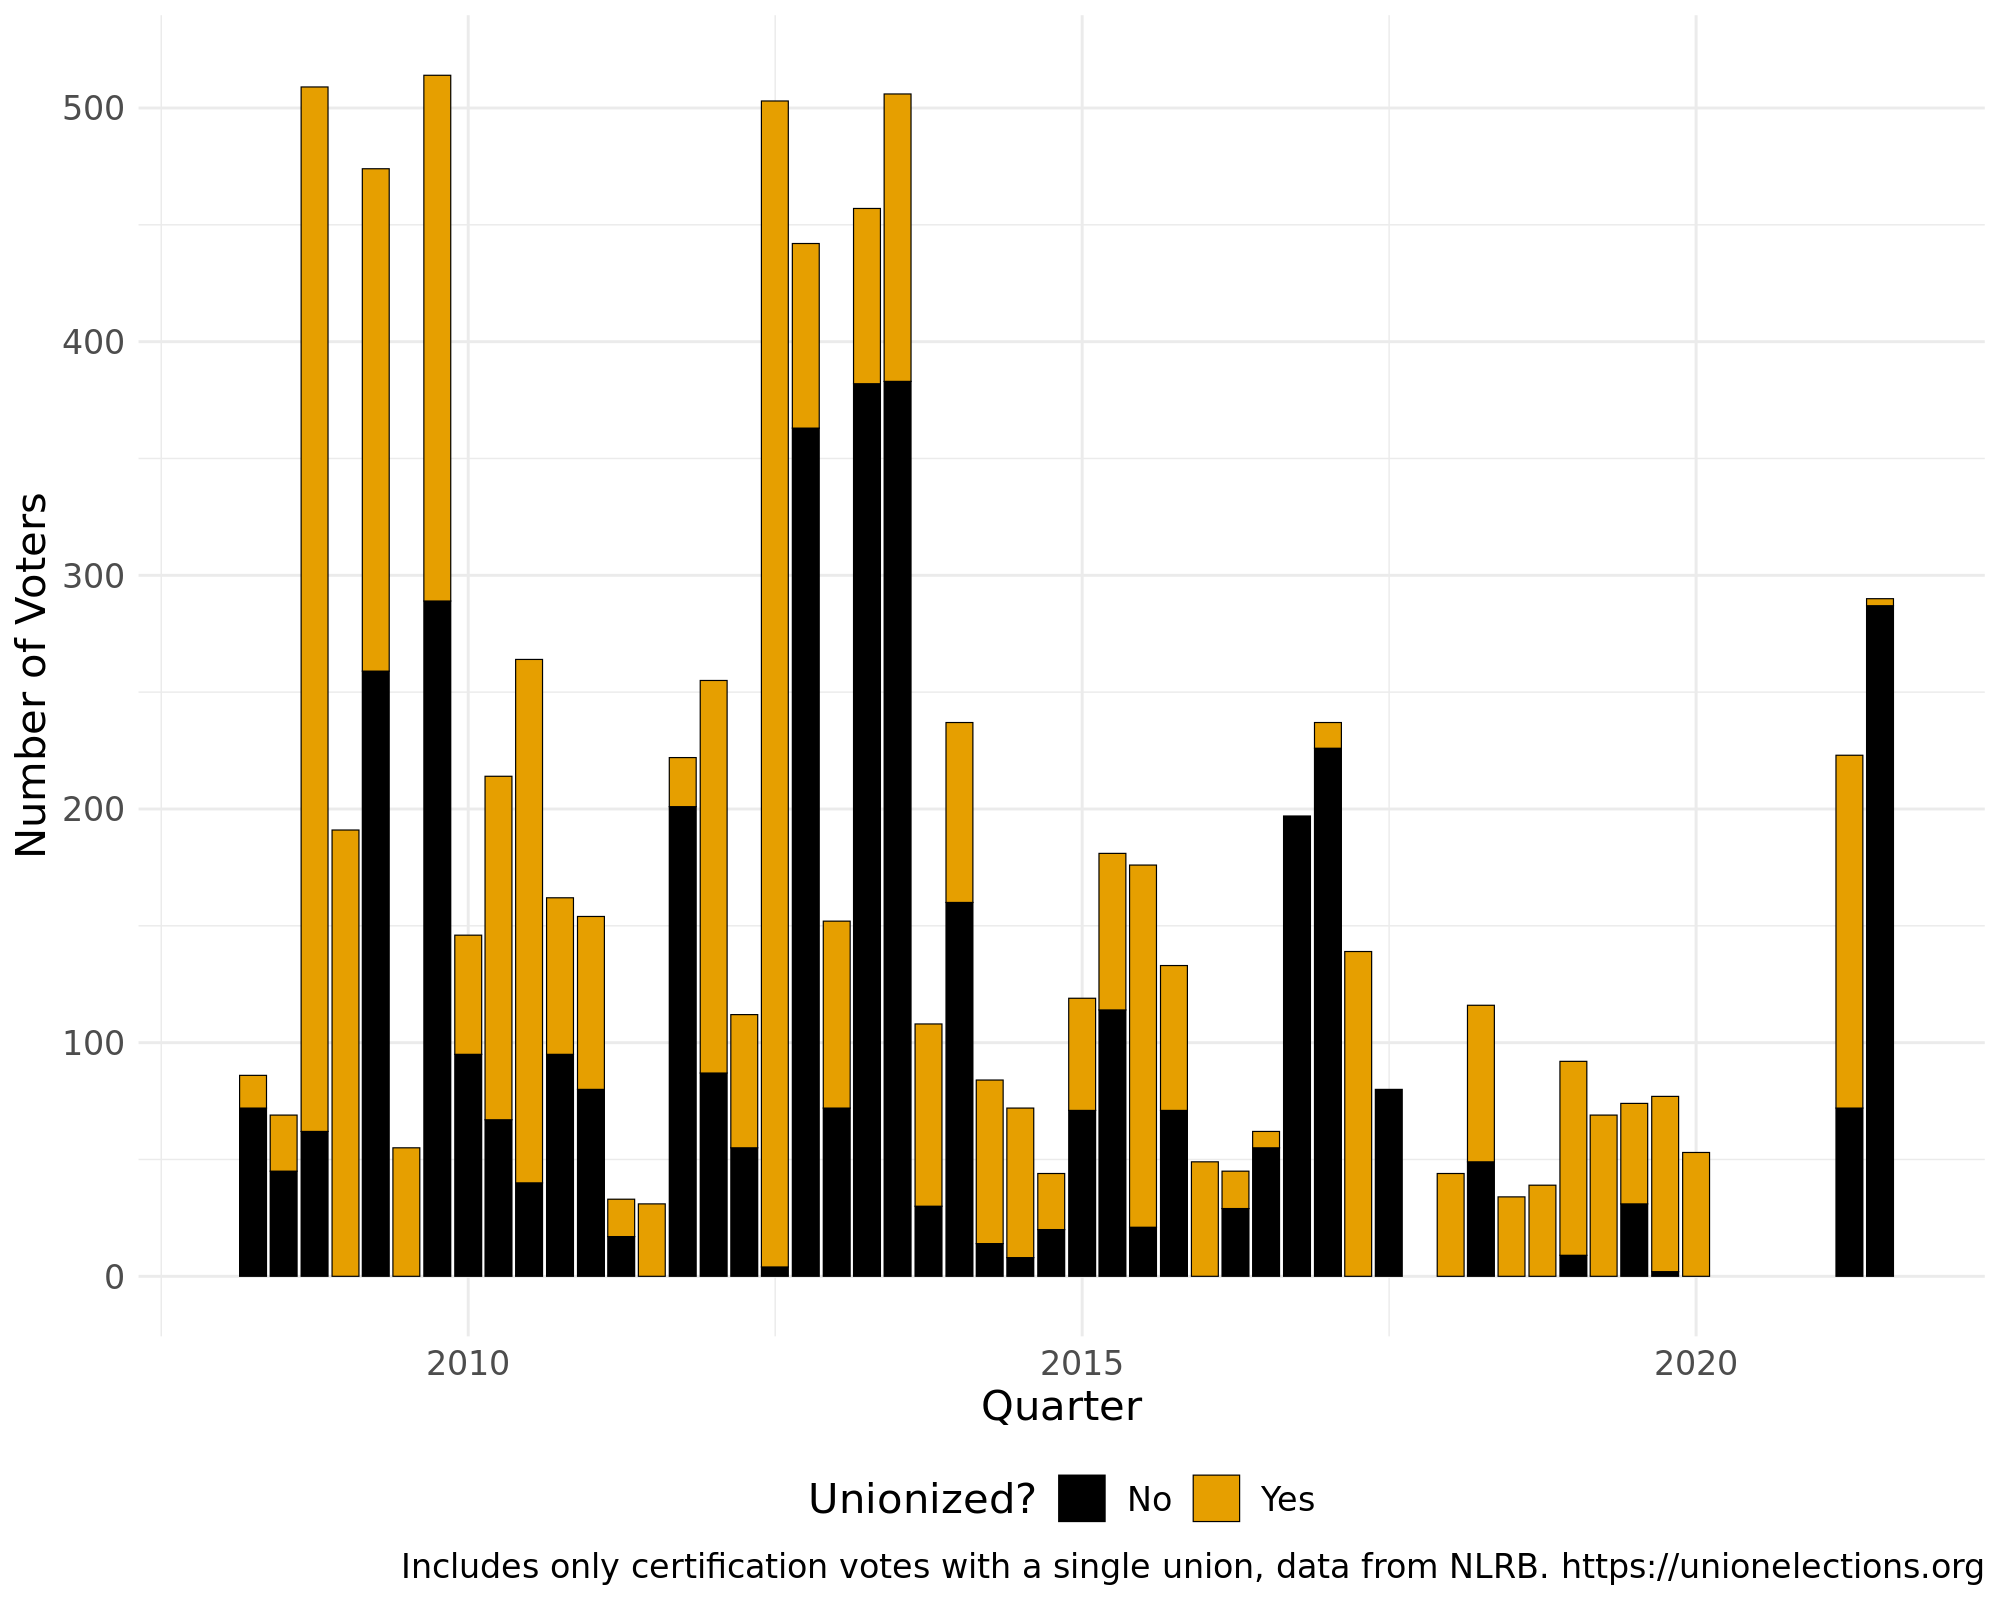 500
400
300
200
100
0
Number of Voters
2010 2015 2020
Quarter
Unionized? No Yes
Includes only certification votes with a single union, data from NLRB. https://unionelections.org